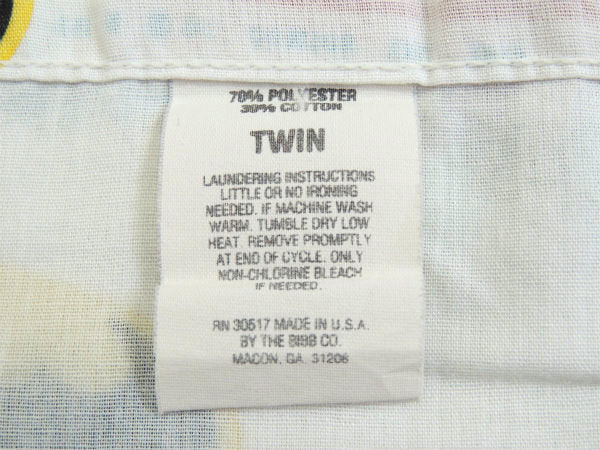 70% POLYESTER
30% COTTON
TWIN
LAUNDERING INSTRUCTIONS
LITTLE OR NO IRONING
NEEDED. IF MACHINE WASH
WARM. TUMBLE DRY LOW
HEAT. REMOVE PROMPTLY
AT END OF CYCLE. ONLY
NON-CHLORINE BLEACH
IF NEEDED.
RN 30517 MADE IN U.S.A.
BY THE BIBB CO.
MACON, GA. 31206